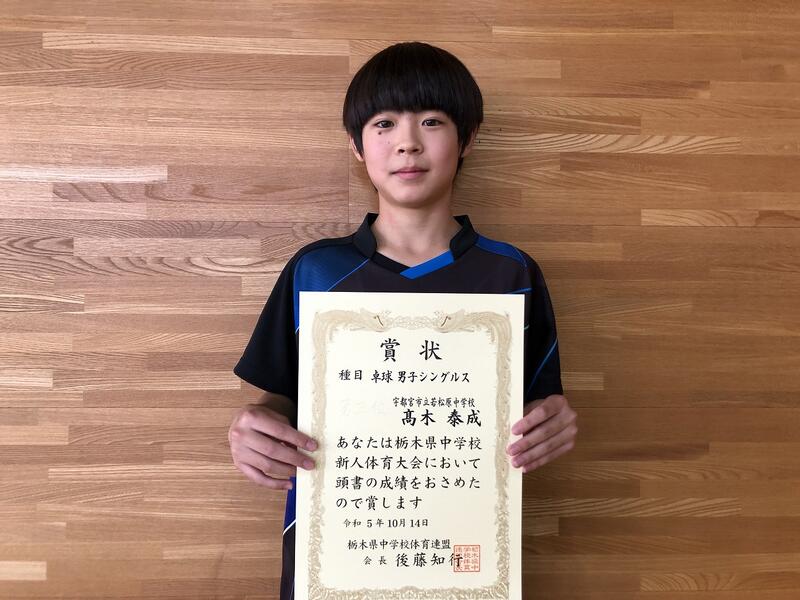 賞状
種目 卓球 男子シングルス
宇都宮市立若松原中学校
髙木 泰成
あなたは栃木県中学校
新人体育大会において
頭書の成績をおさめた
ので賞します
令和5年10月14日
栃木県中学校体育連盟
会長 後藤知行